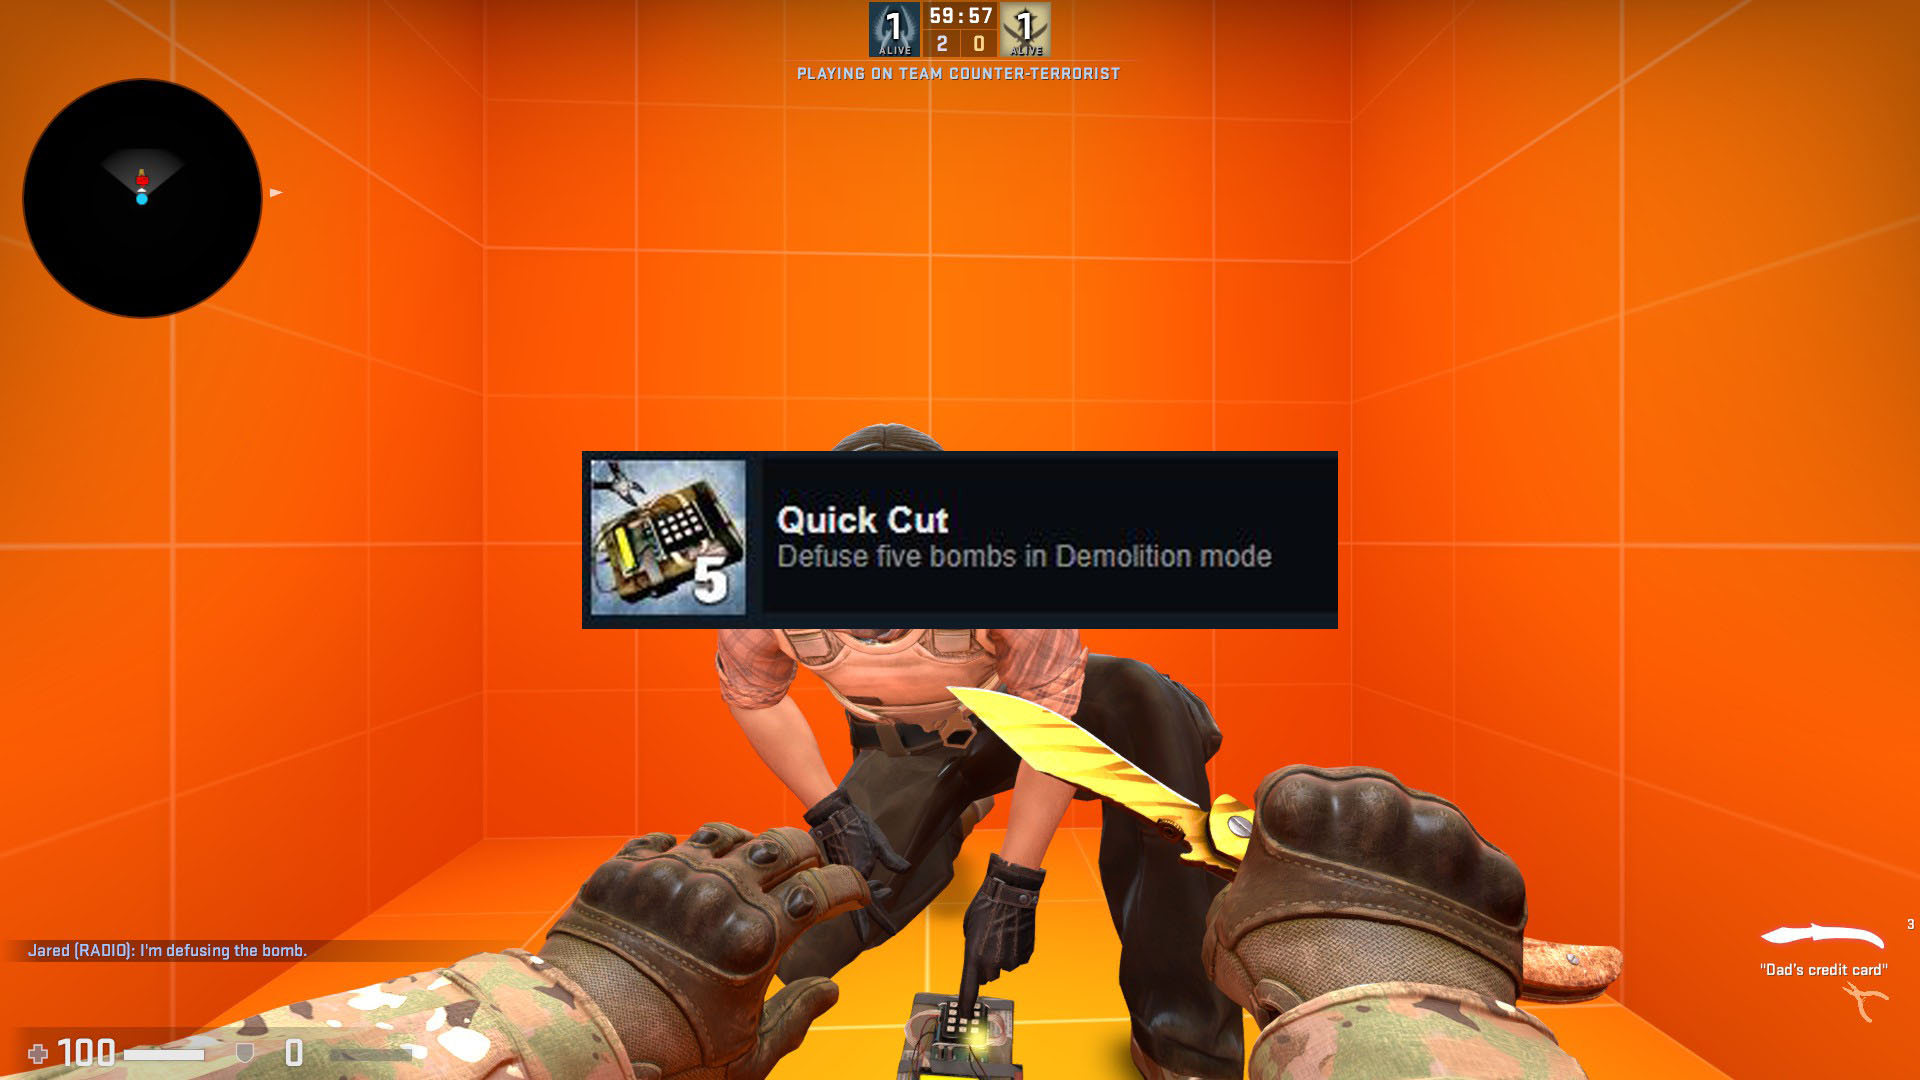 1 59:57 1
ALIVE 2 0 ALIVE
PLAYING ON TEAM COUNTER-TERRORIST
5
Quick Cut
Defuse five bombs in Demolition mode
Jared (RADIO): I'm defusing the bomb.
3
"Dad's credit card"
100 0